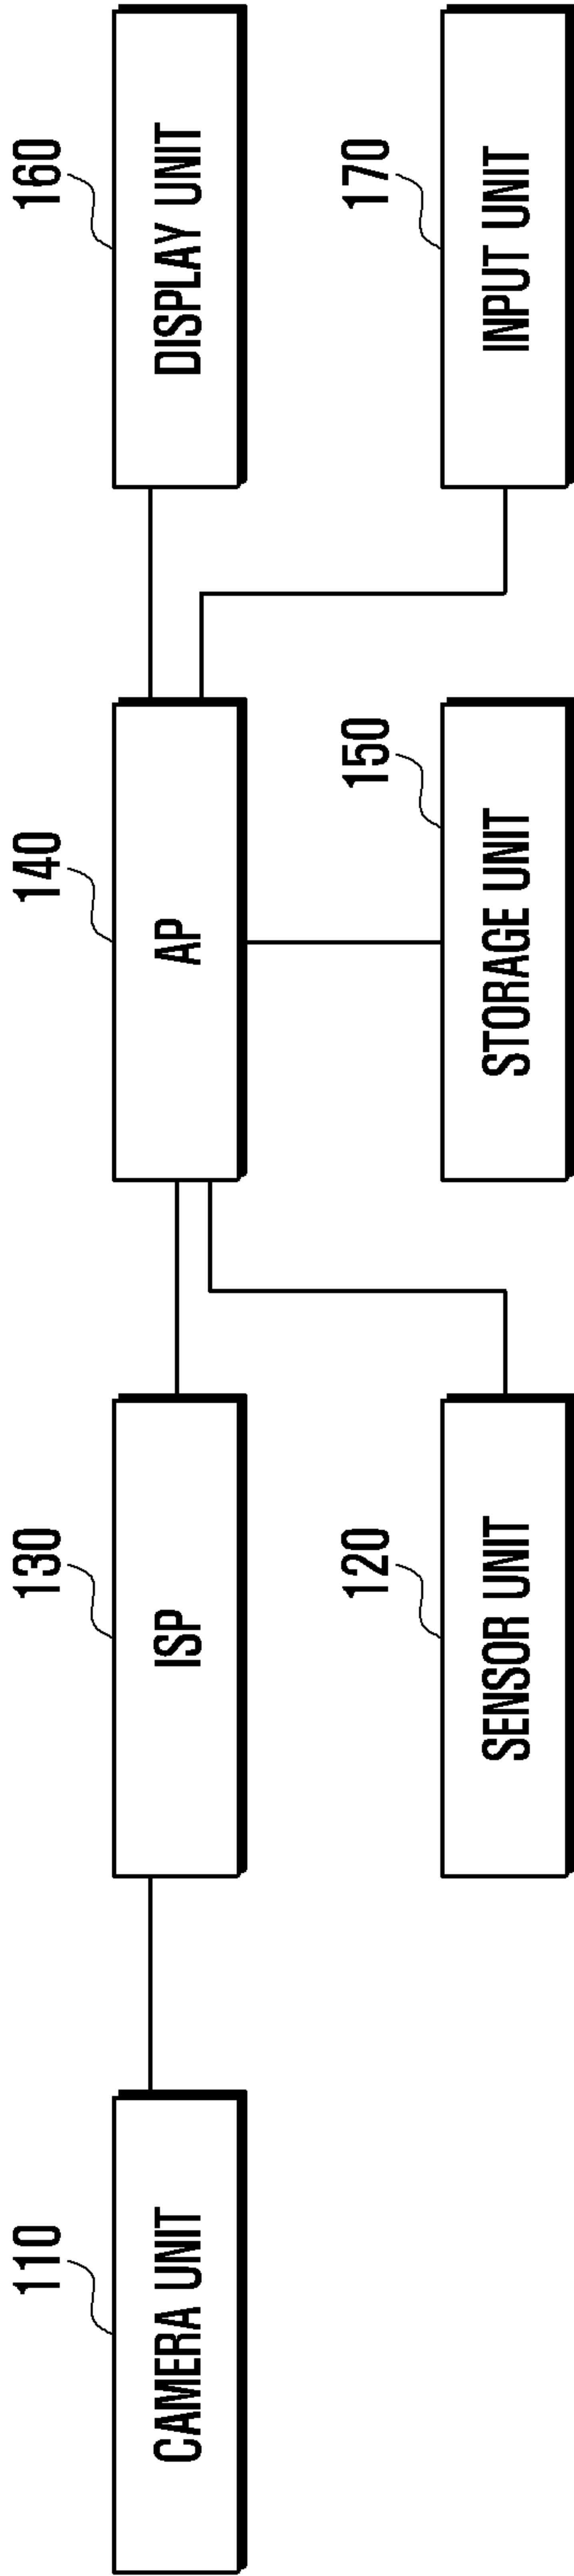 110
CAMERA UNIT
130
ISP
140
AP
160
DISPLAY UNIT
120
SENSOR UNIT
150
STORAGE UNIT
170
INPUT UNIT